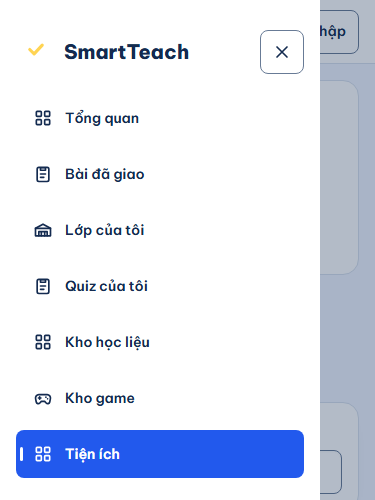 SmartTeach
hập
Tổng quan
Bài đã giao
Lớp của tôi
Quiz của tôi
Kho học liệu
Kho game
Tiện ích